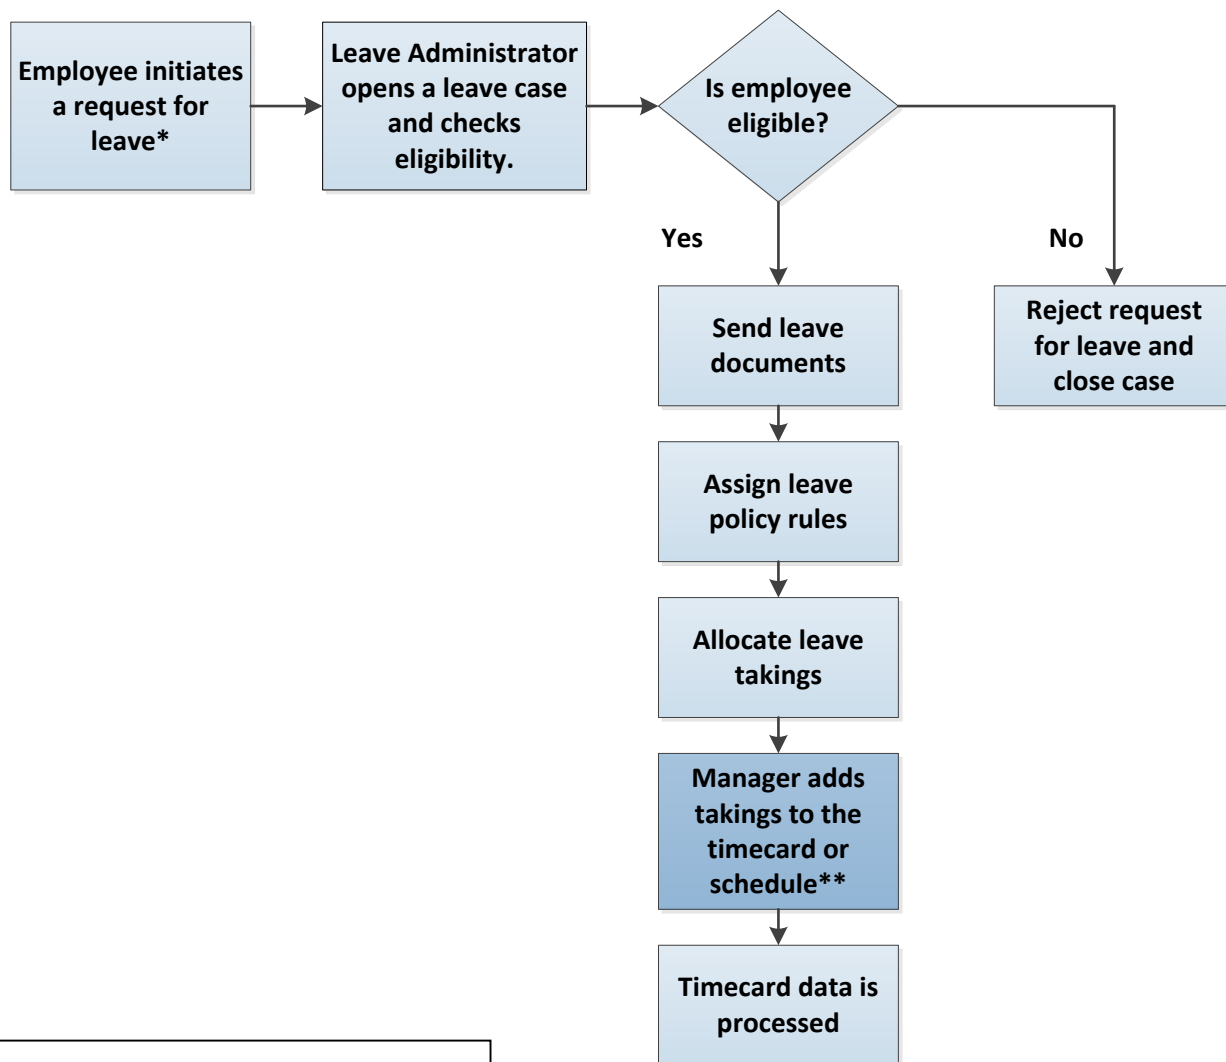 Employee initiates
a request for
leave*
Leave Administrator
opens a leave case
and checks
eligibility.
Is employee
eligible?
Yes
No
Send leave
documents
Reject request
for leave and
close case
Assign leave
policy rules
Allocate leave
takings
Manager adds
takings to the
timecard or
schedule**
Timecard data is
processed